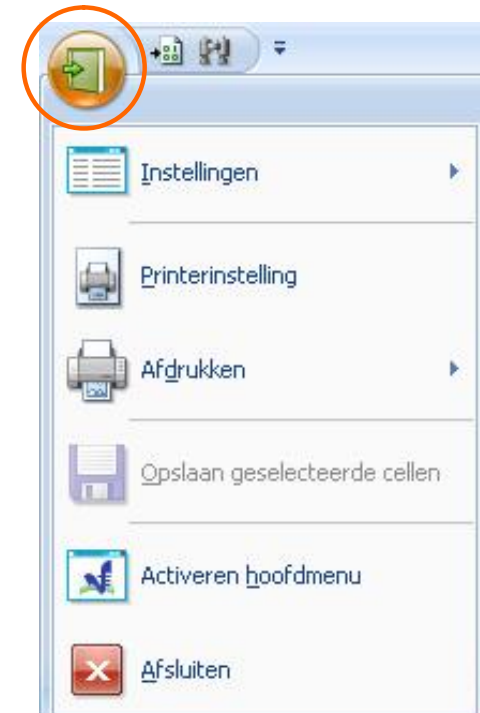 Instellingen
Printerinstelling
Afdrukken
Opslaan geselecteerde cellen
Activeren hoofdmenu
Afsluiten